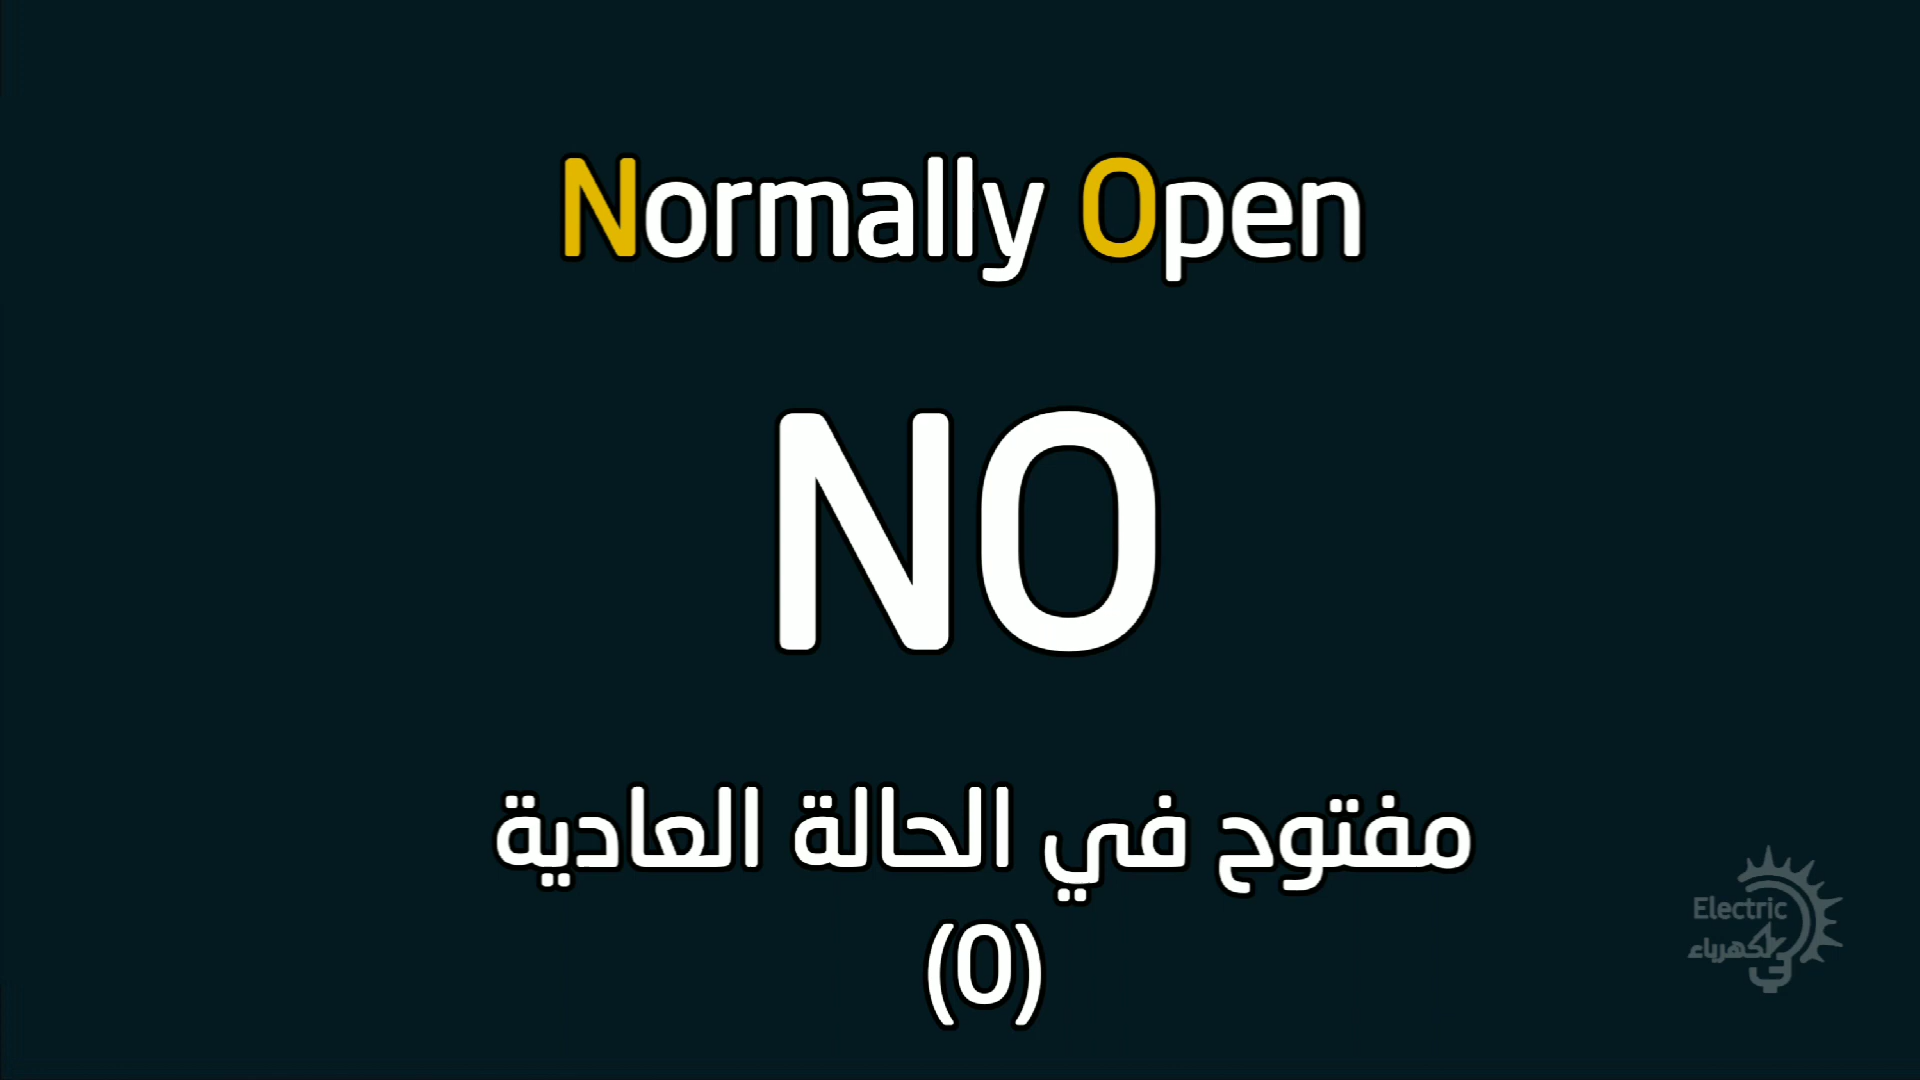 Normally Open
NO
مفتوح في الحالة العادية
(0)
Electric
كهرباء